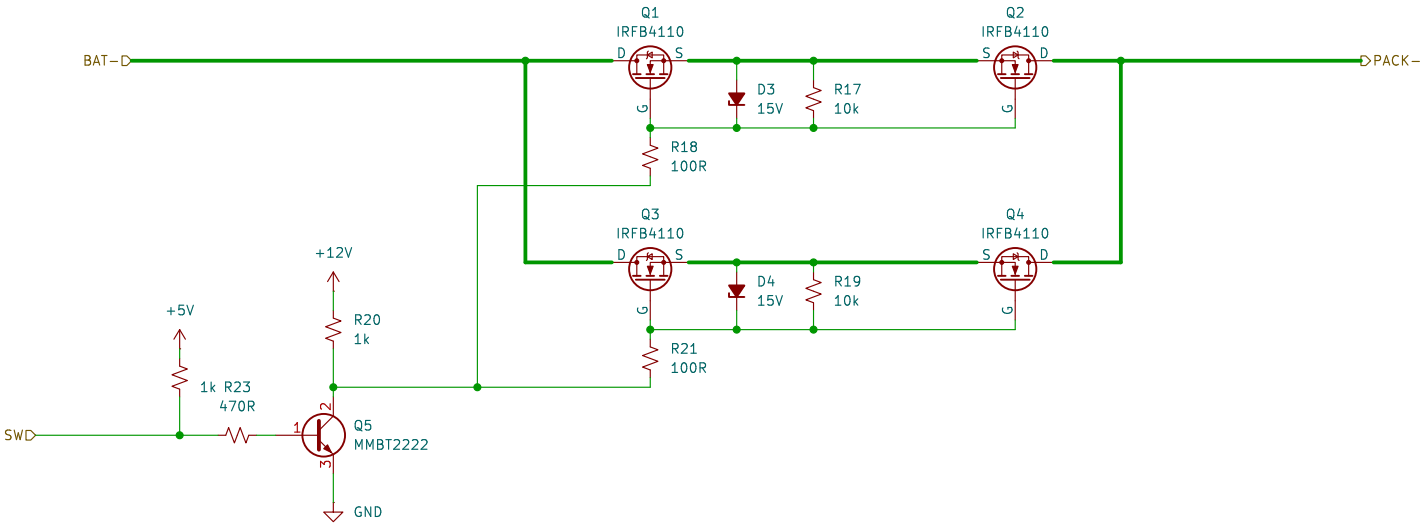 Q1
IRFB4110
Q2
IRFB4110
BAT-
D
S
S
D
PACK-
G
D3
15V
R17
10k
G
R18
100R
Q3
IRFB4110
Q4
IRFB4110
D
S
S
D
+12V
G
D4
15V
R19
10k
G
+5V
R20
1k
R21
100R
1k R23
470R
SW
1
2
3
Q5
MMBT2222
GND